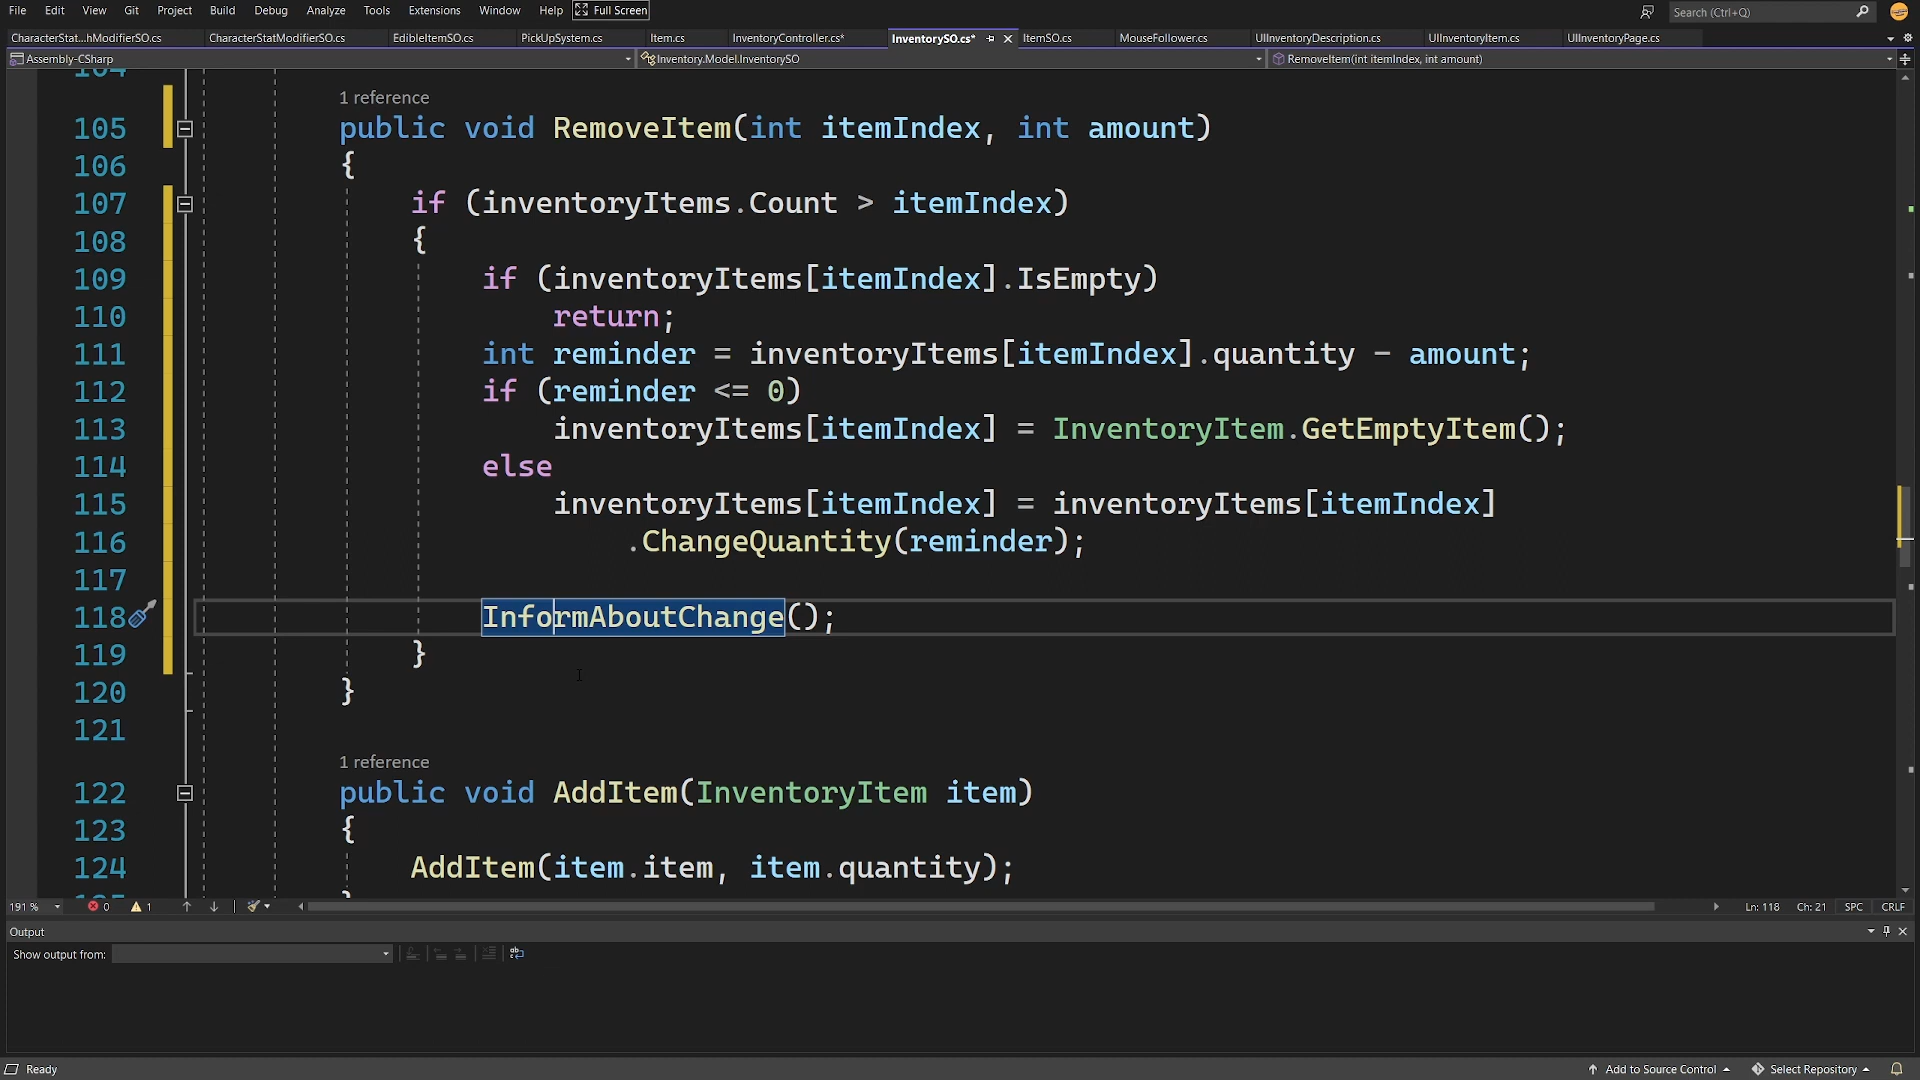 File Edit View Git Project Build Debug Analyze Tools Extensions Window Help Full Screen Search (Ctrl+Q)
CharacterStat...hModifierSO.cs CharacterStatModifierSO.cs EdibleItemSO.cs PickUpSystem.cs Item.cs InventoryController.cs* InventorySO.cs* ItemSO.cs MouseFollower.cs UIInventoryDescription.cs UIInventoryItem.cs UIInventoryPage.cs
Assembly-CSharp Inventory.Model.InventorySO RemoveItem(int itemIndex, int amount)
104
1 reference
105 public void RemoveItem(int itemIndex, int amount)
106 {
107 if (inventoryItems.Count > itemIndex)
108 {
109 if (inventoryItems[itemIndex].IsEmpty)
110 return;
111 int reminder = inventoryItems[itemIndex].quantity - amount;
112 if (reminder <= 0)
113 inventoryItems[itemIndex] = InventoryItem.GetEmptyItem();
114 else
115 inventoryItems[itemIndex] = inventoryItems[itemIndex]
116 .ChangeQuantity(reminder);
117
118 InformAboutChange();
119 }
120 }
121
1 reference
122 public void AddItem(InventoryItem item)
123 {
124 AddItem(item.item, item.quantity);
191 % 0 1 Ln: 118 Ch: 21 SPC CRLF
Output
Show output from:
Ready Add to Source Control Select Repository